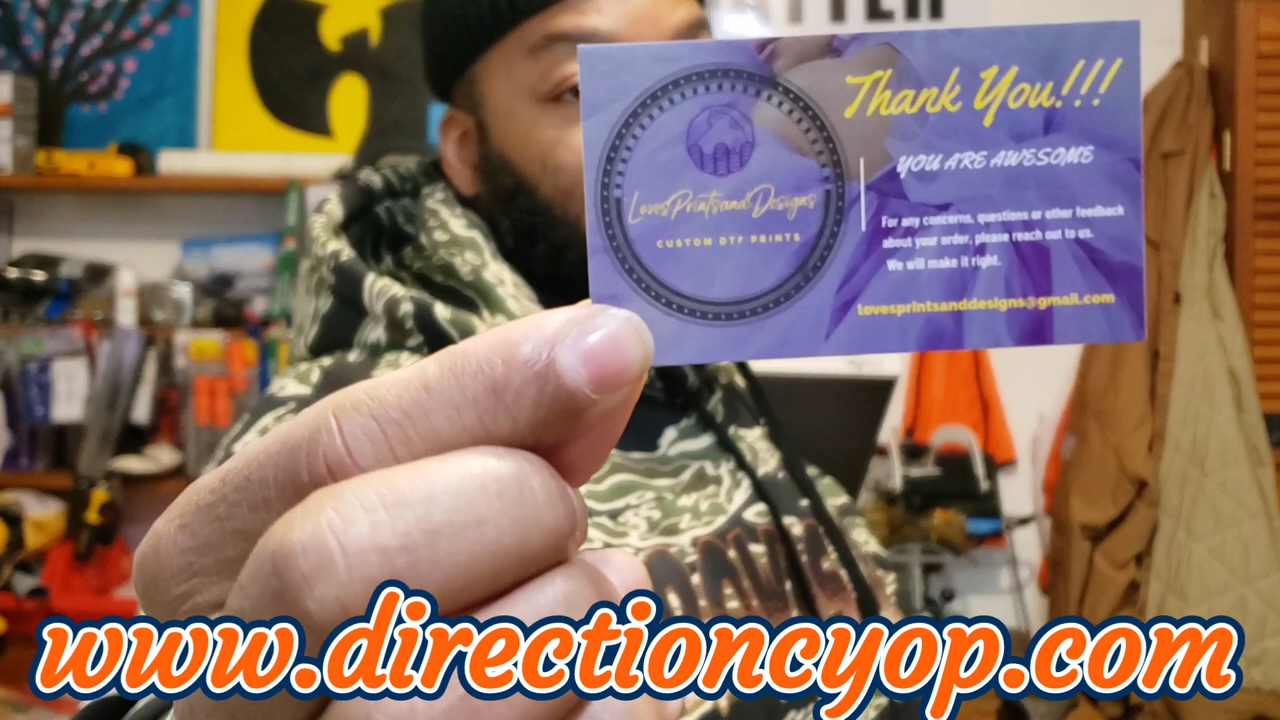 Thank You!!!
YOU ARE AWESOME
LovesPrintsandDesigns
CUSTOM DTF PRINTS
For any concerns, questions or other feedback
about your order, please reach out to us.
We will make it right.
lovesprintsanddesigns@gmail.com
www.directioncyop.com